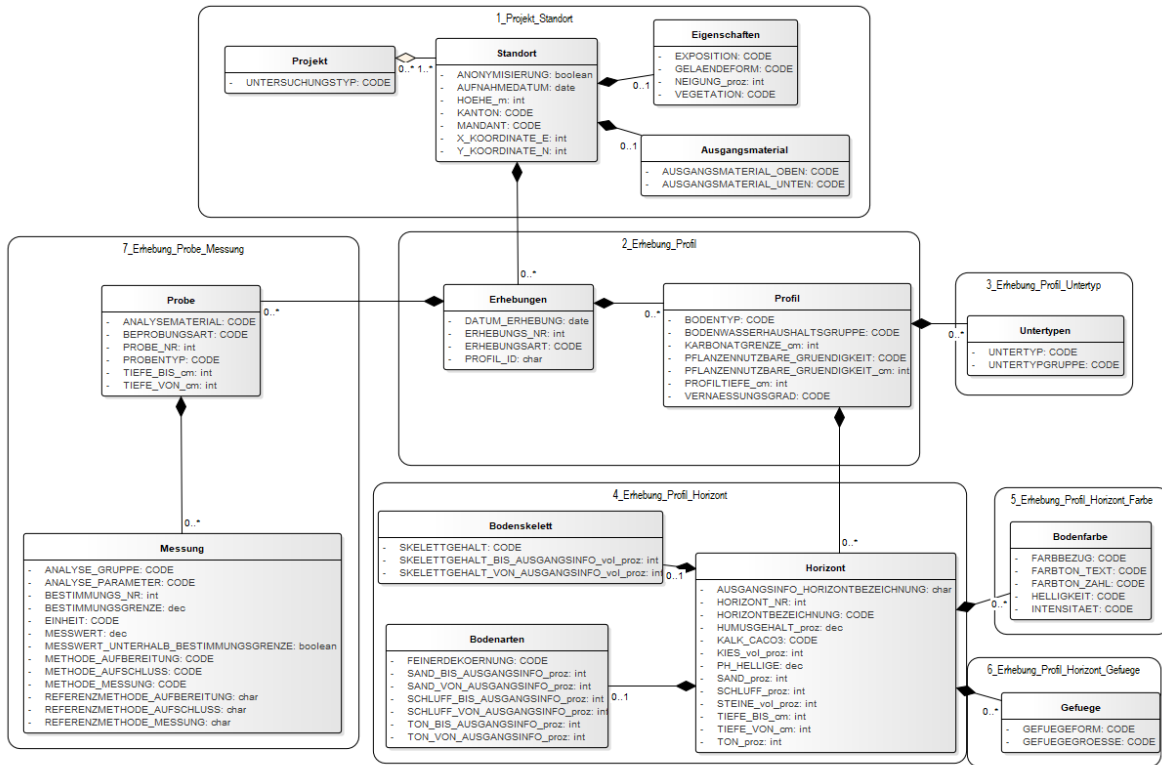 1_Projekt_Standort
Projekt
- UNTERSUCHUNGSTYP: CODE
0..* 1..*
Standort
- ANONYMISIERUNG: boolean
- AUFNAHMEDATUM: date
- HOEHE_m: int
- KANTON: CODE
- MANDANT: CODE
- X_KOORDINATE_E: int
- Y_KOORDINATE_N: int
Eigenschaften
- EXPOSITION: CODE
- GELAENDEFORM: CODE
- NEIGUNG_proz: int
- VEGETATION: CODE
0..1
Ausgangsmaterial
- AUSGANGSMATERIAL_OBEN: CODE
- AUSGANGSMATERIAL_UNTEN: CODE
0..1
0..*
7_Erhebung_Probe_Messung
Probe
- ANALYSEMATERIAL: CODE
- BEPROBUNGSART: CODE
- PROBE_NR: int
- PROBENTYP: CODE
- TIEFE_BIS_cm: int
- TIEFE_VON_cm: int
0..*
0..*
Messung
- ANALYSE_GRUPPE: CODE
- ANALYSE_PARAMETER: CODE
- BESTIMMUNGS_NR: int
- BESTIMMUNGSGRENZE: dec
- EINHEIT: CODE
- MESSWERT: dec
- MESSWERT_UNTERHALB_BESTIMMUNGSGRENZE: boolean
- METHODE_AUFBEREITUNG: CODE
- METHODE_AUFSCHLUSS: CODE
- METHODE_MESSUNG: CODE
- REFERENZMETHODE_AUFBEREITUNG: char
- REFERENZMETHODE_AUFSCHLUSS: char
- REFERENZMETHODE_MESSUNG: char
2_Erhebung_Profil
Erhebungen
- DATUM_ERHEBUNG: date
- ERHEBUNGS_NR: int
- ERHEBUNGSART: CODE
- PROFIL_ID: char
0..*
Profil
- BODENTYP: CODE
- BODENWASSERHAUSHALTSGRUPPE: CODE
- KARBONATGRENZE_cm: int
- PFLANZENNUTZBARE_GRUENDIGKEIT: CODE
- PFLANZENNUTZBARE_GRUENDIGKEIT_cm: int
- PROFILTIEFE_cm: int
- VERNAESSUNGSGRAD: CODE
3_Erhebung_Profil_Untertyp
0..*
Untertypen
- UNTERTYP: CODE
- UNTERTYPGRUPPE: CODE
4_Erhebung_Profil_Horizont
0..*
Bodenskelett
- SKELETTGEHALT: CODE
- SKELETTGEHALT_BIS_AUSGANGSINFO_vol_proz: int
- SKELETTGEHALT_VON_AUSGANGSINFO_vol_proz: int
0..1
Bodenarten
- FEINERDEKOERNUNG: CODE
- SAND_BIS_AUSGANGSINFO_proz: int
- SAND_VON_AUSGANGSINFO_proz: int
- SCHLUFF_BIS_AUSGANGSINFO_proz: int
- SCHLUFF_VON_AUSGANGSINFO_proz: int
- TON_BIS_AUSGANGSINFO_proz: int
- TON_VON_AUSGANGSINFO_proz: int
0..1
Horizont
- AUSGANGSINFO_HORIZONTBEZEICHNUNG: char
- HORIZONT_NR: int
- HORIZONTBEZEICHNUNG: CODE
- HUMUSGEHALT_proz: dec
- KALK_CACO3: CODE
- KIES_vol_proz: int
- PH_HELLIGE: dec
- SAND_proz: int
- SCHLUFF_proz: int
- STEINE_vol_proz: int
- TIEFE_BIS_cm: int
- TIEFE_VON_cm: int
- TON_proz: int
5_Erhebung_Profil_Horizont_Farbe
Bodenfarbe
- FARBBEZUG: CODE
- FARBTON_TEXT: CODE
- FARBTON_ZAHL: CODE
- HELLIGKEIT: CODE
- INTENSITAET: CODE
0..*
6_Erhebung_Profil_Horizont_Gefuege
0..*
Gefuege
- GEFUEGEFORM: CODE
- GEFUEGEGROESSE: CODE